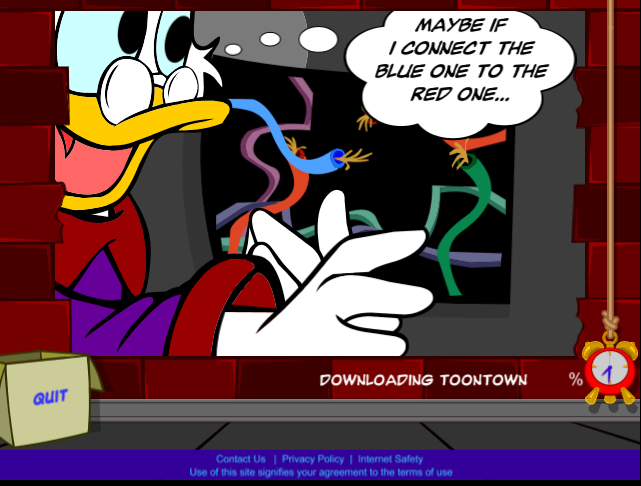 MAYBE IF
I CONNECT THE
BLUE ONE TO THE
RED ONE...
DOWNLOADING TOONTOWN %
QUIT
Contact Us | Privacy Policy | Internet Safety
Use of this site signifies your agreement to the terms of use